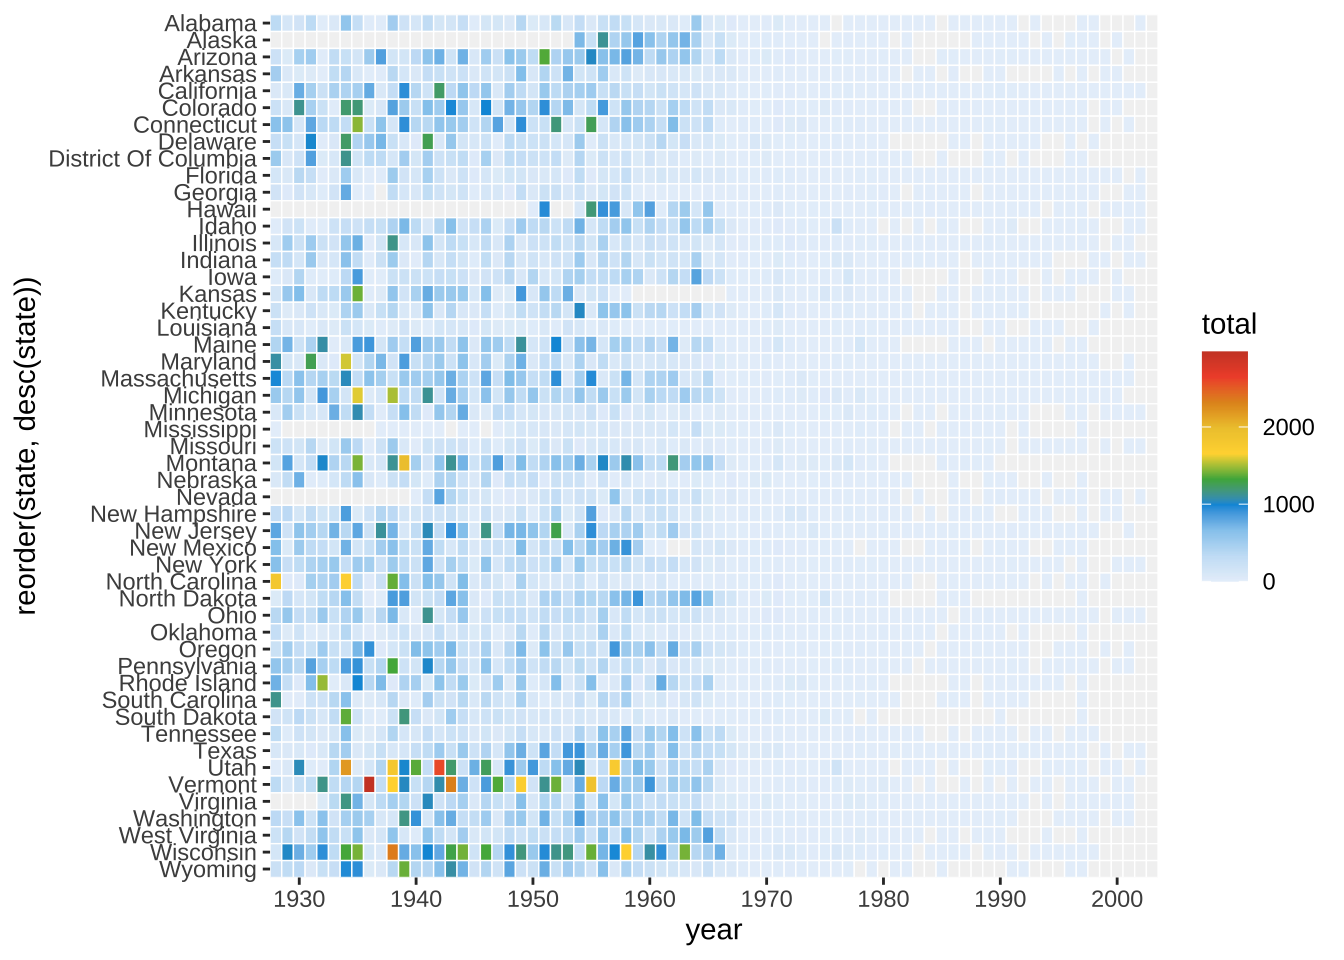 Alabama
Alaska
Arizona
Arkansas
California
Colorado
Connecticut
Delaware
District Of Columbia
Florida
Georgia
Hawaii
Idaho
Illinois
Indiana
Iowa
Kansas
Kentucky
Louisiana
Maine
Maryland
Massachusetts
Michigan
Minnesota
Mississippi
Missouri
Montana
Nebraska
Nevada
New Hampshire
New Jersey
New Mexico
New York
North Carolina
North Dakota
Ohio
Oklahoma
Oregon
Pennsylvania
Rhode Island
South Carolina
South Dakota
Tennessee
Texas
Utah
Vermont
Virginia
Washington
West Virginia
Wisconsin
Wyoming
reorder(state, desc(state))
1930 1940 1950 1960 1970 1980 1990 2000
year
total
2000
1000
0